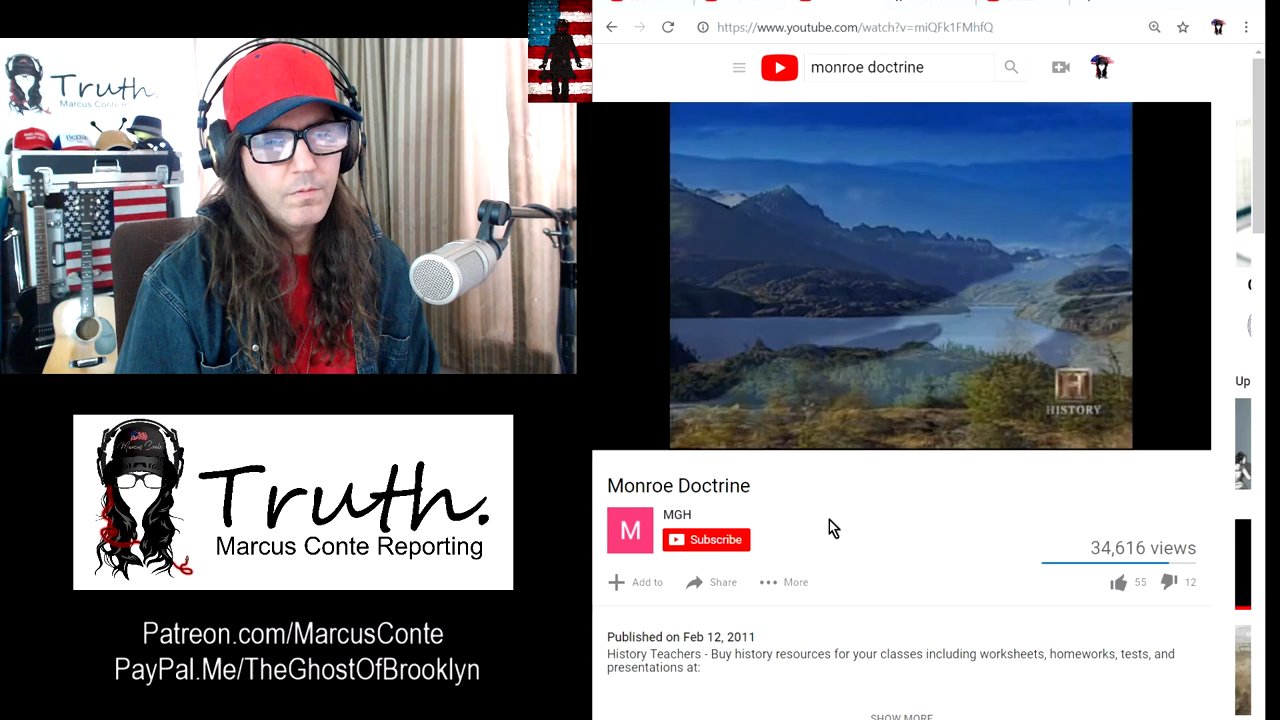 Truth.
Marcus Conte R
https://www.youtube.com/watch?v=miQFk1FMhfQ
monroe doctrine
H
HISTORY
Monroe Doctrine
M
MGH
Subscribe
34,616 views
Add to
Share
More
55
12
Published on Feb 12, 2011
History Teachers - Buy history resources for your classes including worksheets, homeworks, tests, and
presentations at:
SHOW MORE
Up
Marcus Conte
Truth.
Marcus Conte Reporting
Patreon.com/MarcusConte
PayPal.Me/TheGhostOfBrooklyn